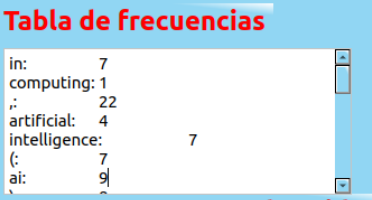 Tabla de frecuencias
in: 7
computing: 1
,: 22
artificial: 4
intelligence: 7
(: 7
ai: 9